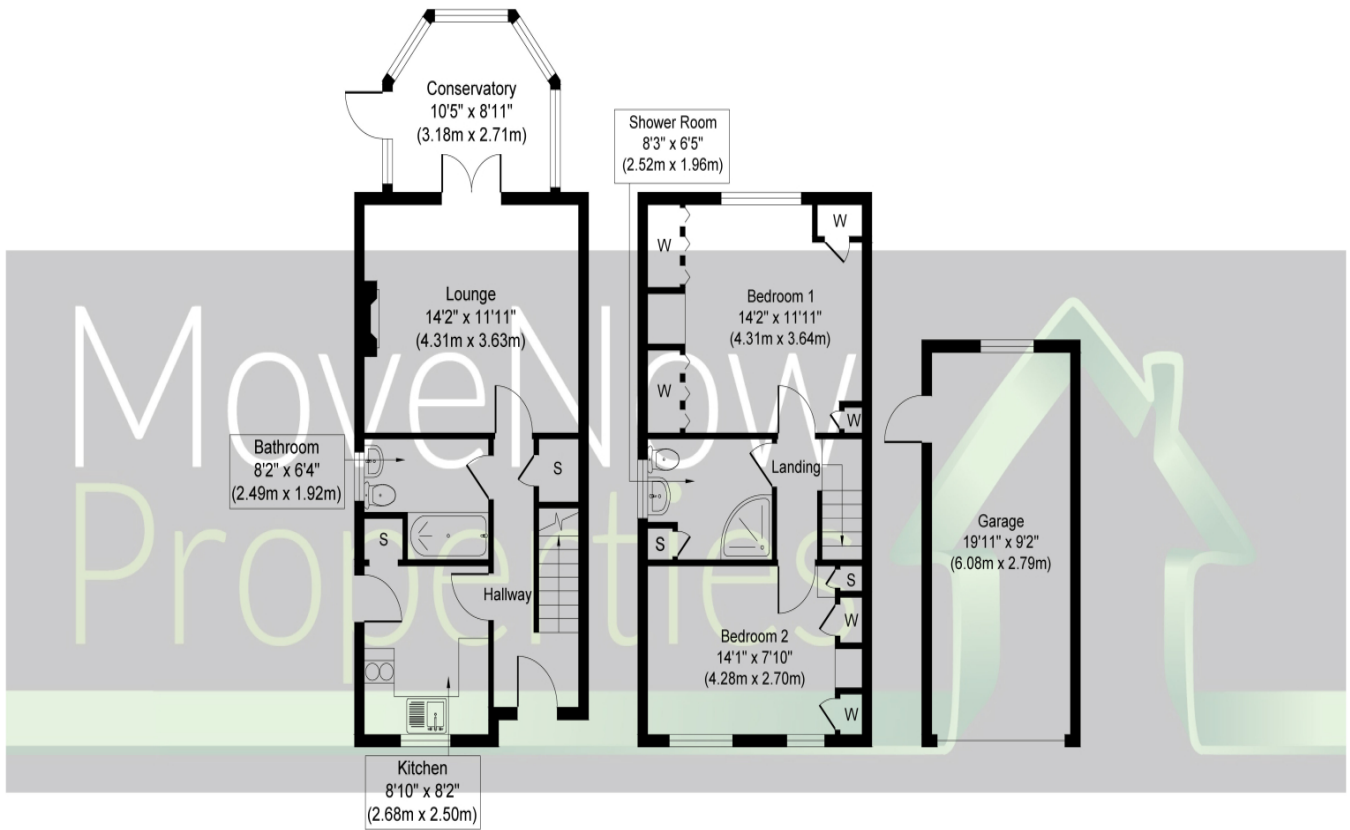 Conservatory
10'5" x 8'11"
(3.18m x 2.71m)
Shower Room
8'3" x 6'5"
(2.52m x 1.96m)
W
W
Lounge
14'2" x 11'11"
(4.31m x 3.63m)
Bedroom 1
14'2" x 11'11"
(4.31m x 3.64m)
MoveNow
Properties
W
W
Bathroom
8'2" x 6'4"
(2.49m x 1.92m)
S
Landing
S
S
Garage
19'11" x 9'2"
(6.08m x 2.79m)
Hallway
S
W
Bedroom 2
14'1" x 7'10"
(4.28m x 2.70m)
W
Kitchen
8'10" x 8'2"
(2.68m x 2.50m)